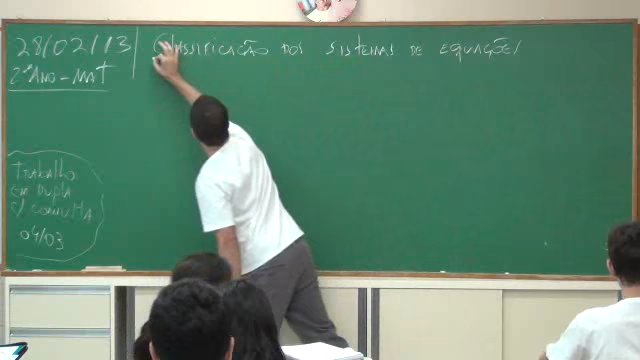 28/02/13
2º Ano - MAT
Classificação dos sistemas de equações
Trabalho
em dupla
c/ consulta
04/03